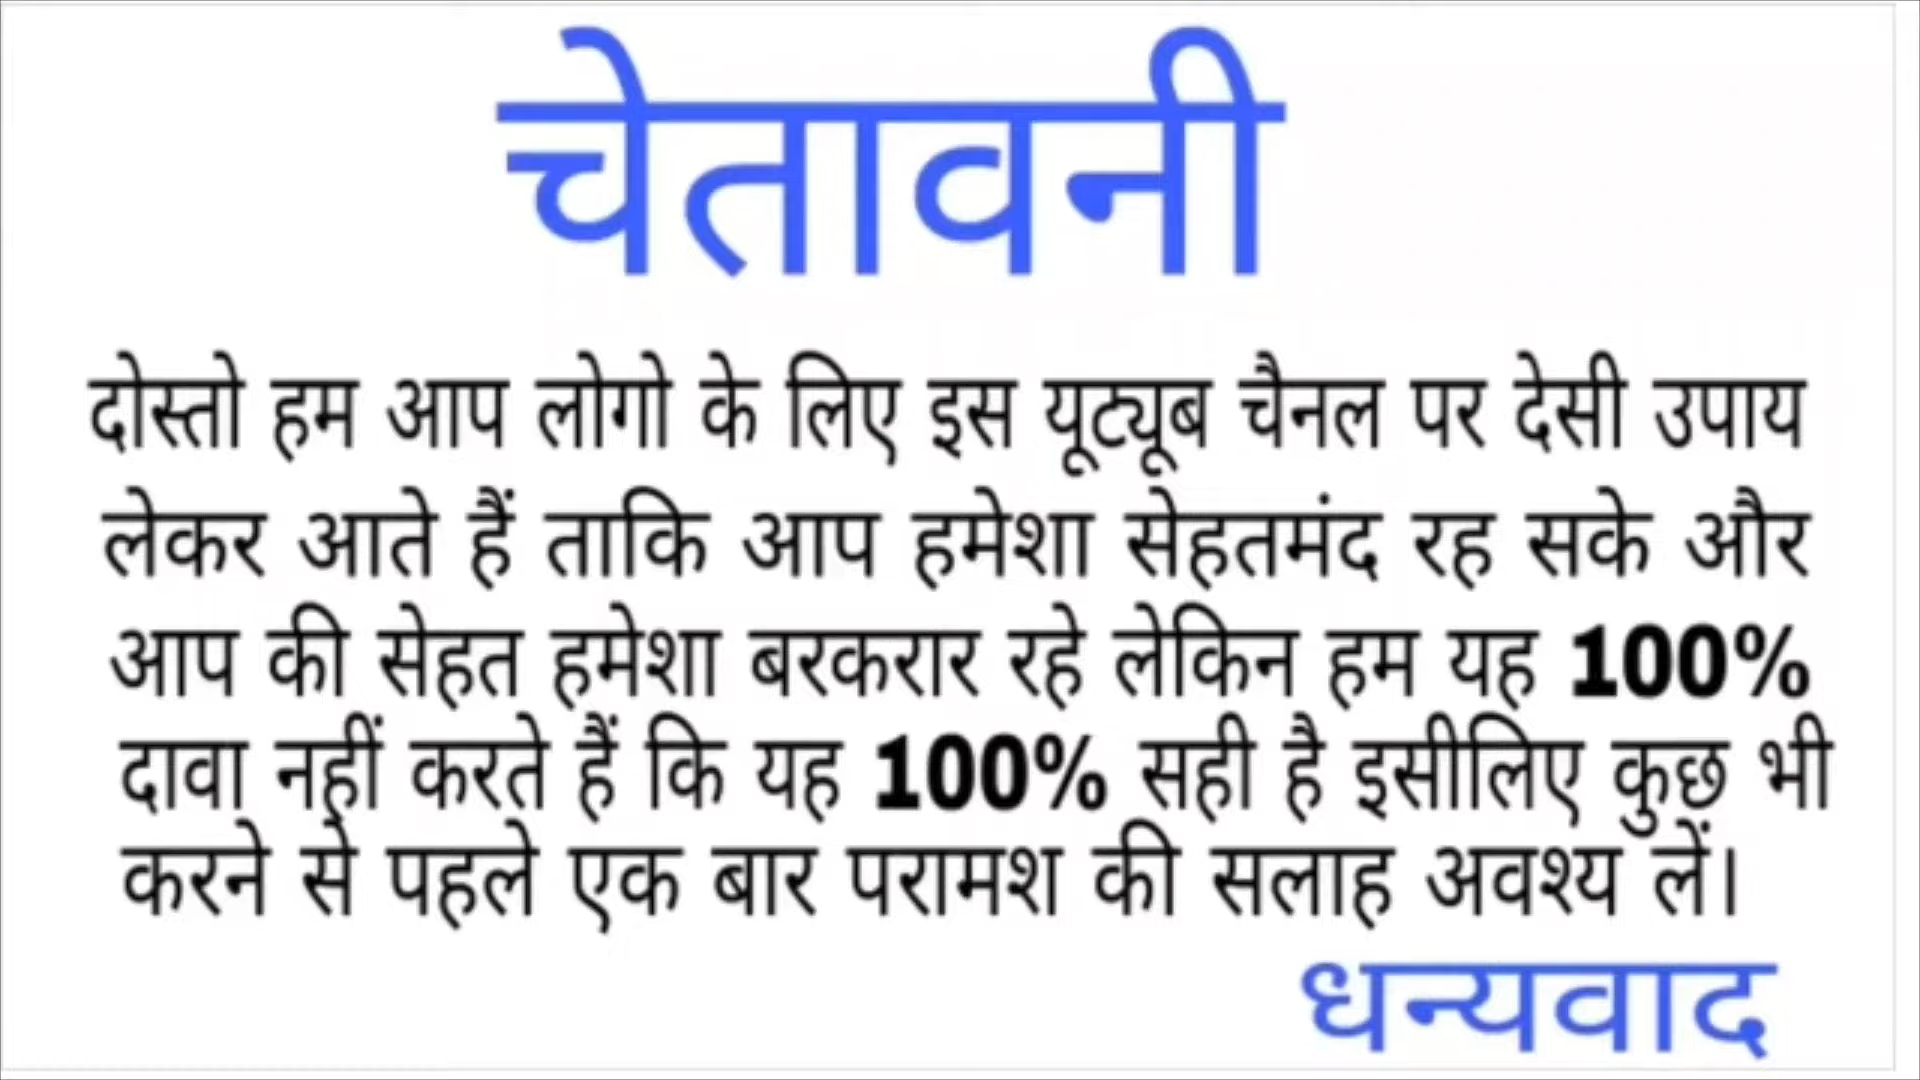 चेतावनी
दोस्तो हम आप लोगो के लिए इस यूट्यूब चैनल पर देसी उपाय
लेकर आते हैं ताकि आप हमेशा सेहतमंद रह सके और
आप की सेहत हमेशा बरकरार रहे लेकिन हम यह 100%
दावा नहीं करते हैं कि यह 100% सही है इसीलिए कुछ भी
करने से पहले एक बार परामश की सलाह अवश्य लें।
धन्यवाद